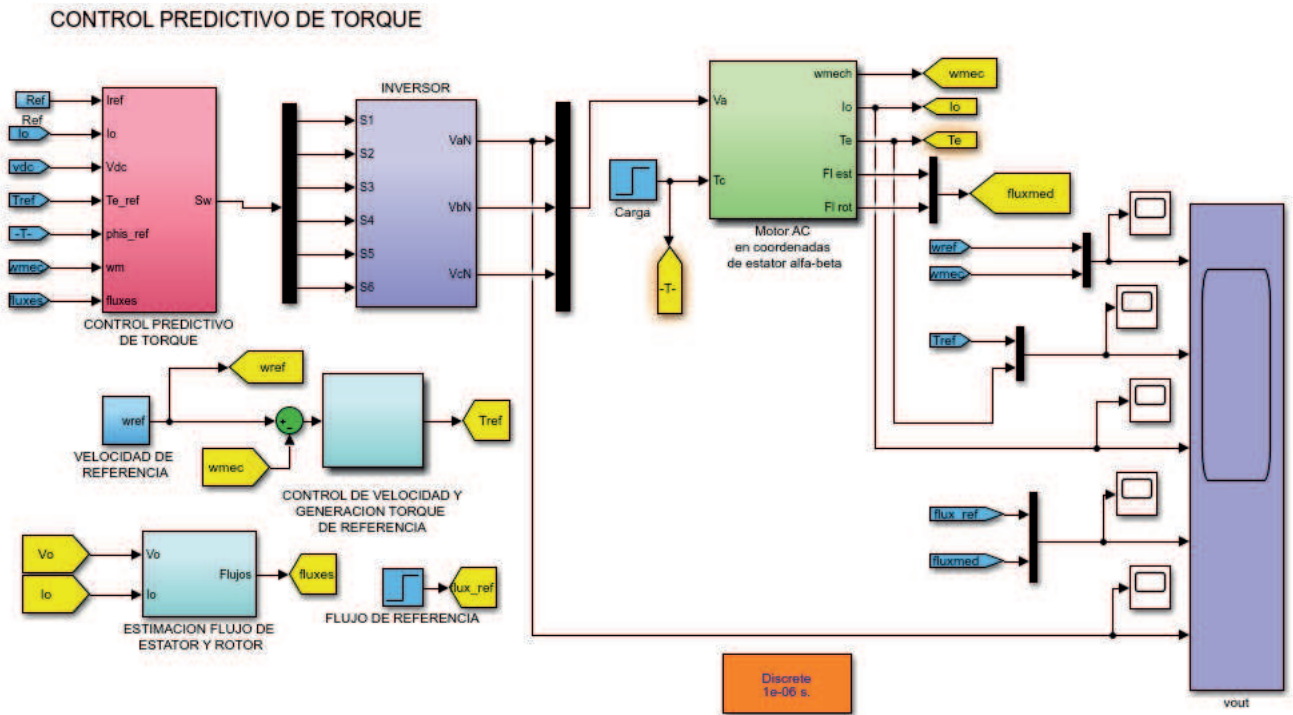 CONTROL PREDICTIVO DE TORQUE
Ref
Ref
Io
vdc
Tref
-T-
wmec
fluxes
Iref
Io
Vdc
Te_ref
phis_ref
wm
fluxes
Sw
CONTROL PREDICTIVO
DE TORQUE
INVERSOR
S1
S2
S3
S4
S5
S6
VaN
VbN
VcN
Carga
-T-
Va
Tc
wmech
Io
Te
Fl est
Fl rot
Motor AC
en coordenadas
de estator alfa-beta
wmec
Io
Te
fluxmed
wref
wmec
Tref
flux_ref
fluxmed
vout
wref
wref
VELOCIDAD DE
REFERENCIA
+
-
wmec
Tref
CONTROL DE VELOCIDAD Y
GENERACION TORQUE
DE REFERENCIA
Vo
Io
Vo
Io
Flujos
fluxes
ESTIMACION FLUJO DE
ESTATOR Y ROTOR
flux_ref
FLUJO DE REFERENCIA
Discrete
1e-06 s.